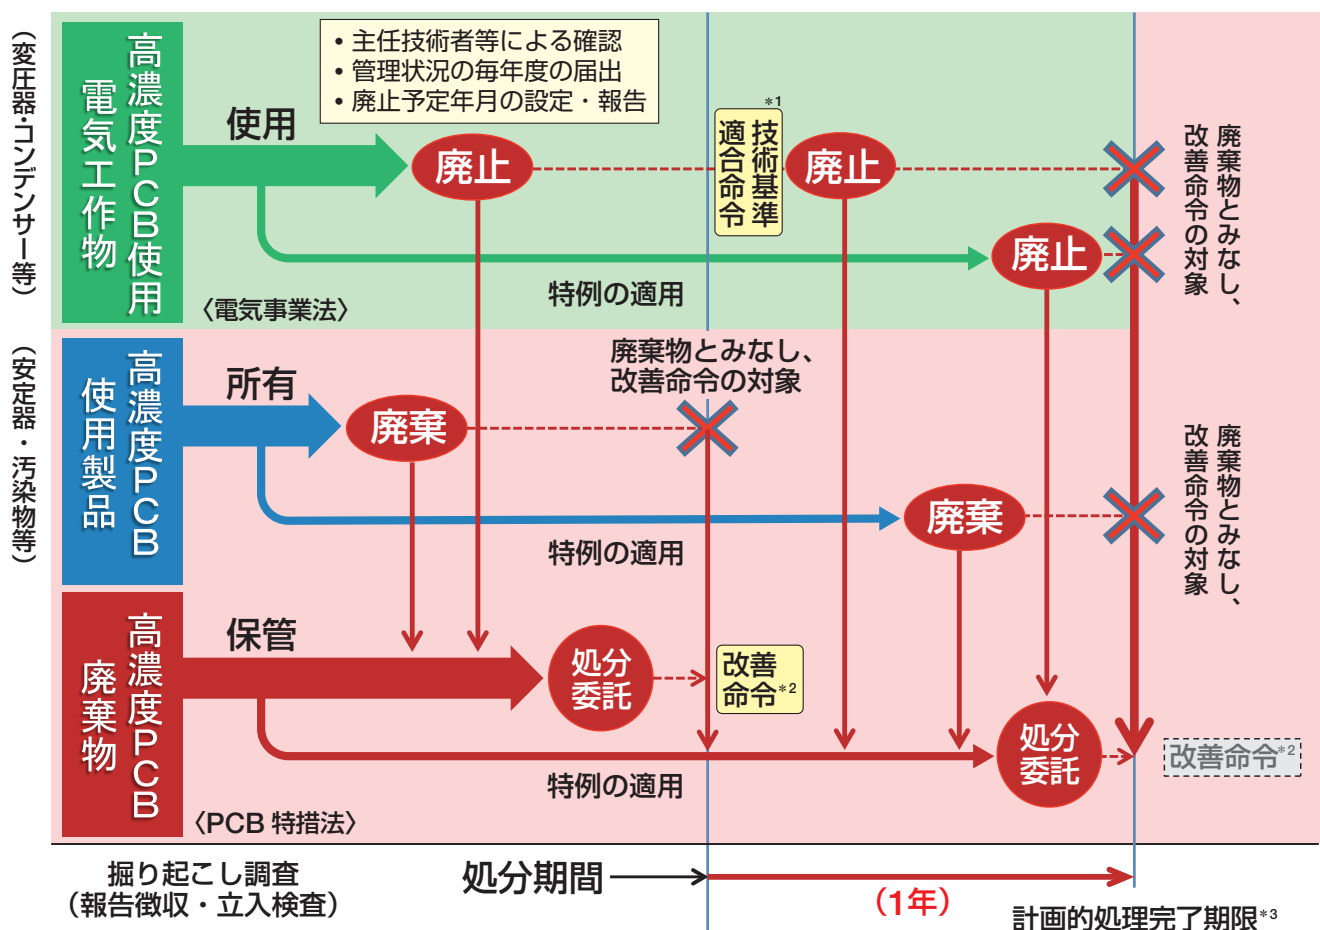 （変圧器・コンデンサー等）
高濃度PCB使用
電気工作物
使用
• 主任技術者等による確認
• 管理状況の毎年度の届出
• 廃止予定年月の設定・報告
廃止
*1
技術基準
適合命令
廃止
廃止
特例の適用
〈電気事業法〉
廃棄物とみなし、
改善命令の対象
（安定器・汚染物等）
高濃度PCB
使用製品
所有
廃棄
廃棄物とみなし、
改善命令の対象
廃棄
特例の適用
廃棄物とみなし、
改善命令の対象
高濃度PCB
廃棄物
保管
処分
委託
改善
命令*2
処分
委託
改善命令*2
特例の適用
〈PCB 特措法〉
掘り起こし調査
（報告徴収・立入検査）
処分期間
（1年）
計画的処理完了期限*3